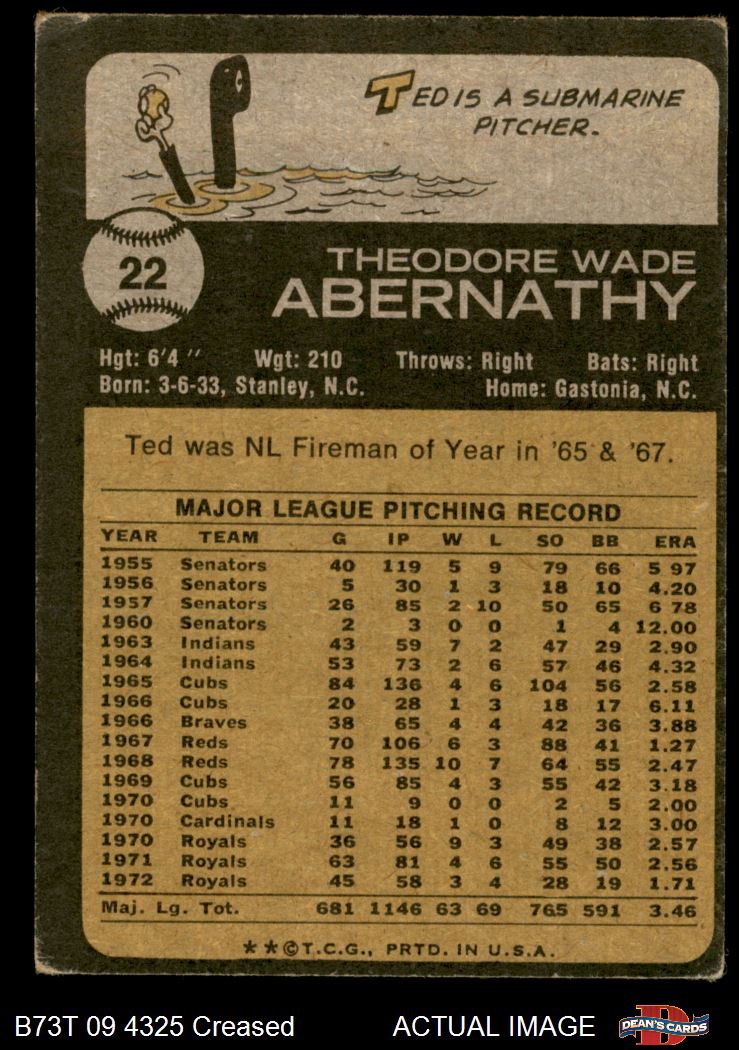 TED IS A SUBMARINE
PITCHER.
22
THEODORE WADE
ABERNATHY
Hgt: 6'4 " Wgt: 210 Throws: Right Bats: Right
Born: 3-6-33, Stanley, N.C. Home: Gastonia, N.C.
Ted was NL Fireman of Year in '65 & '67.
MAJOR LEAGUE PITCHING RECORD
YEAR TEAM G IP W L SO BB ERA
1955 Senators 40 119 5 9 79 66 5 97
1956 Senators 5 30 1 3 18 10 4.20
1957 Senators 26 85 2 10 50 65 6 78
1960 Senators 2 3 0 0 1 4 12.00
1963 Indians 43 59 7 2 47 29 2.90
1964 Indians 53 73 2 6 57 46 4.32
1965 Cubs 84 136 4 6 104 56 2.58
1966 Cubs 20 28 1 3 18 17 6.11
1966 Braves 38 65 4 4 42 36 3.88
1967 Reds 70 106 6 3 88 41 1.27
1968 Reds 78 135 10 7 64 55 2.47
1969 Cubs 56 85 4 3 55 42 3.18
1970 Cubs 11 9 0 0 2 5 2.00
1970 Cardinals 11 18 1 0 8 12 3.00
1970 Royals 36 56 9 3 49 38 2.57
1971 Royals 63 81 4 6 55 50 2.56
1972 Royals 45 58 3 4 28 19 1.71
Maj. Lg. Tot. 681 1146 63 69 765 591 3.46
**©T.C.G., PRTD. IN U.S.A.
B73T 09 4325 Creased ACTUAL IMAGE
D
DEAN'S CARDS